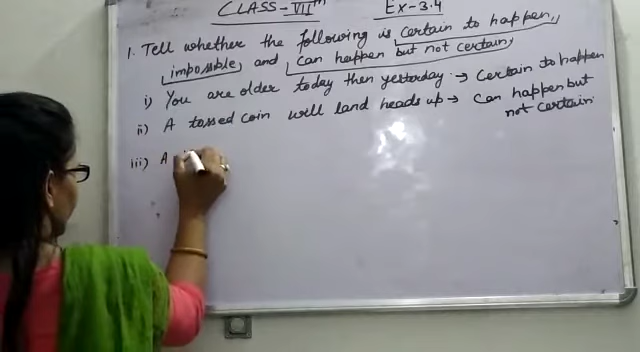 CLASS-VIIth Ex-3.4
1. Tell whether the following is certain to happen,
impossible, and can happen but not certain,
i) You are older today then yesterday → Certain to happen
ii) A tossed coin will land heads up → Can happen but
not certain.
iii) A